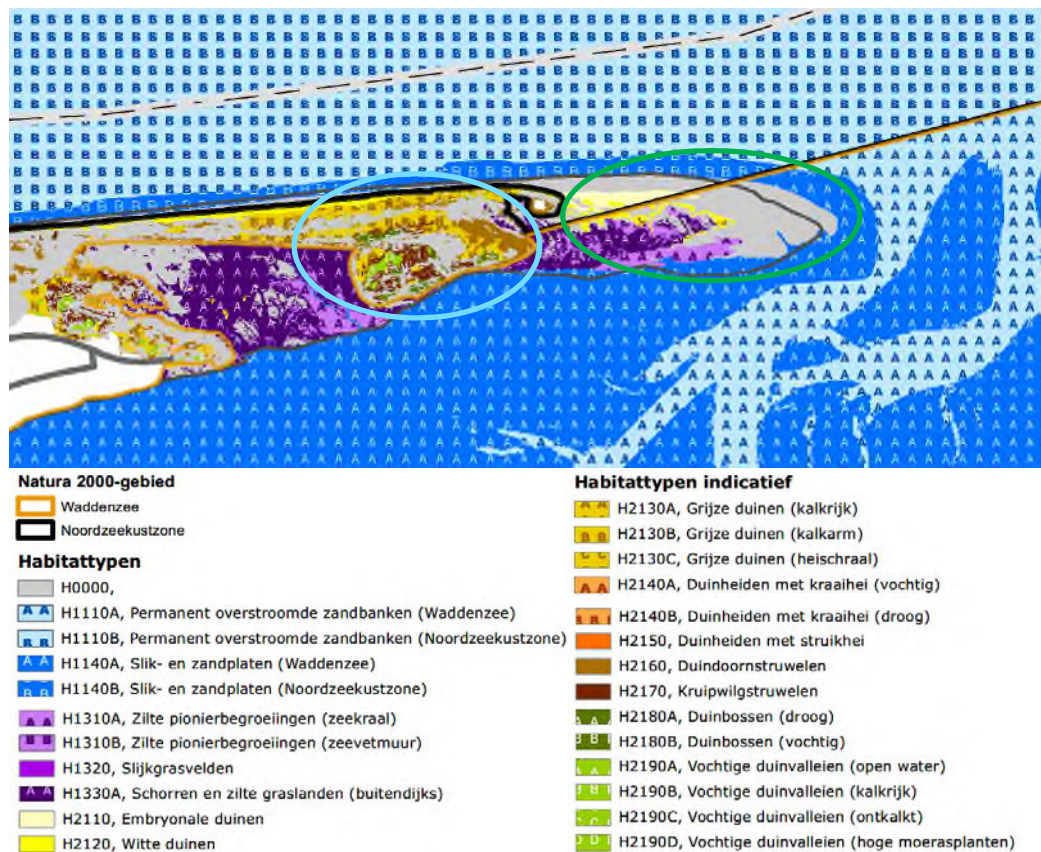 Natura 2000-gebied
Waddenzee
Noordzeekustzone
Habitattypen
H0000,
A A H1110A, Permanent overstroomde zandbanken (Waddenzee)
B B H1110B, Permanent overstroomde zandbanken (Noordzeekustzone)
A A H1140A, Slik- en zandplaten (Waddenzee)
B B H1140B, Slik- en zandplaten (Noordzeekustzone)
A A H1310A, Zilte pionierbegroeiingen (zeekraal)
B B H1310B, Zilte pionierbegroeiingen (zeevetmuur)
H1320, Slijkgrasvelden
A A H1330A, Schorren en zilte graslanden (buitendijks)
H2110, Embryonale duinen
H2120, Witte duinen
Habitattypen indicatief
A A H2130A, Grijze duinen (kalkrijk)
B B H2130B, Grijze duinen (kalkarm)
C C H2130C, Grijze duinen (heischraal)
A A H2140A, Duinheiden met kraaihei (vochtig)
B B H2140B, Duinheiden met kraaihei (droog)
H2150, Duinheiden met struikhei
H2160, Duindoornstruwelen
H2170, Kruipwilgstruwelen
A A H2180A, Duinbossen (droog)
B B H2180B, Duinbossen (vochtig)
A A H2190A, Vochtige duinvalleien (open water)
B B H2190B, Vochtige duinvalleien (kalkrijk)
C H2190C, Vochtige duinvalleien (ontkalkt)
D D H2190D, Vochtige duinvalleien (hoge moerasplanten)